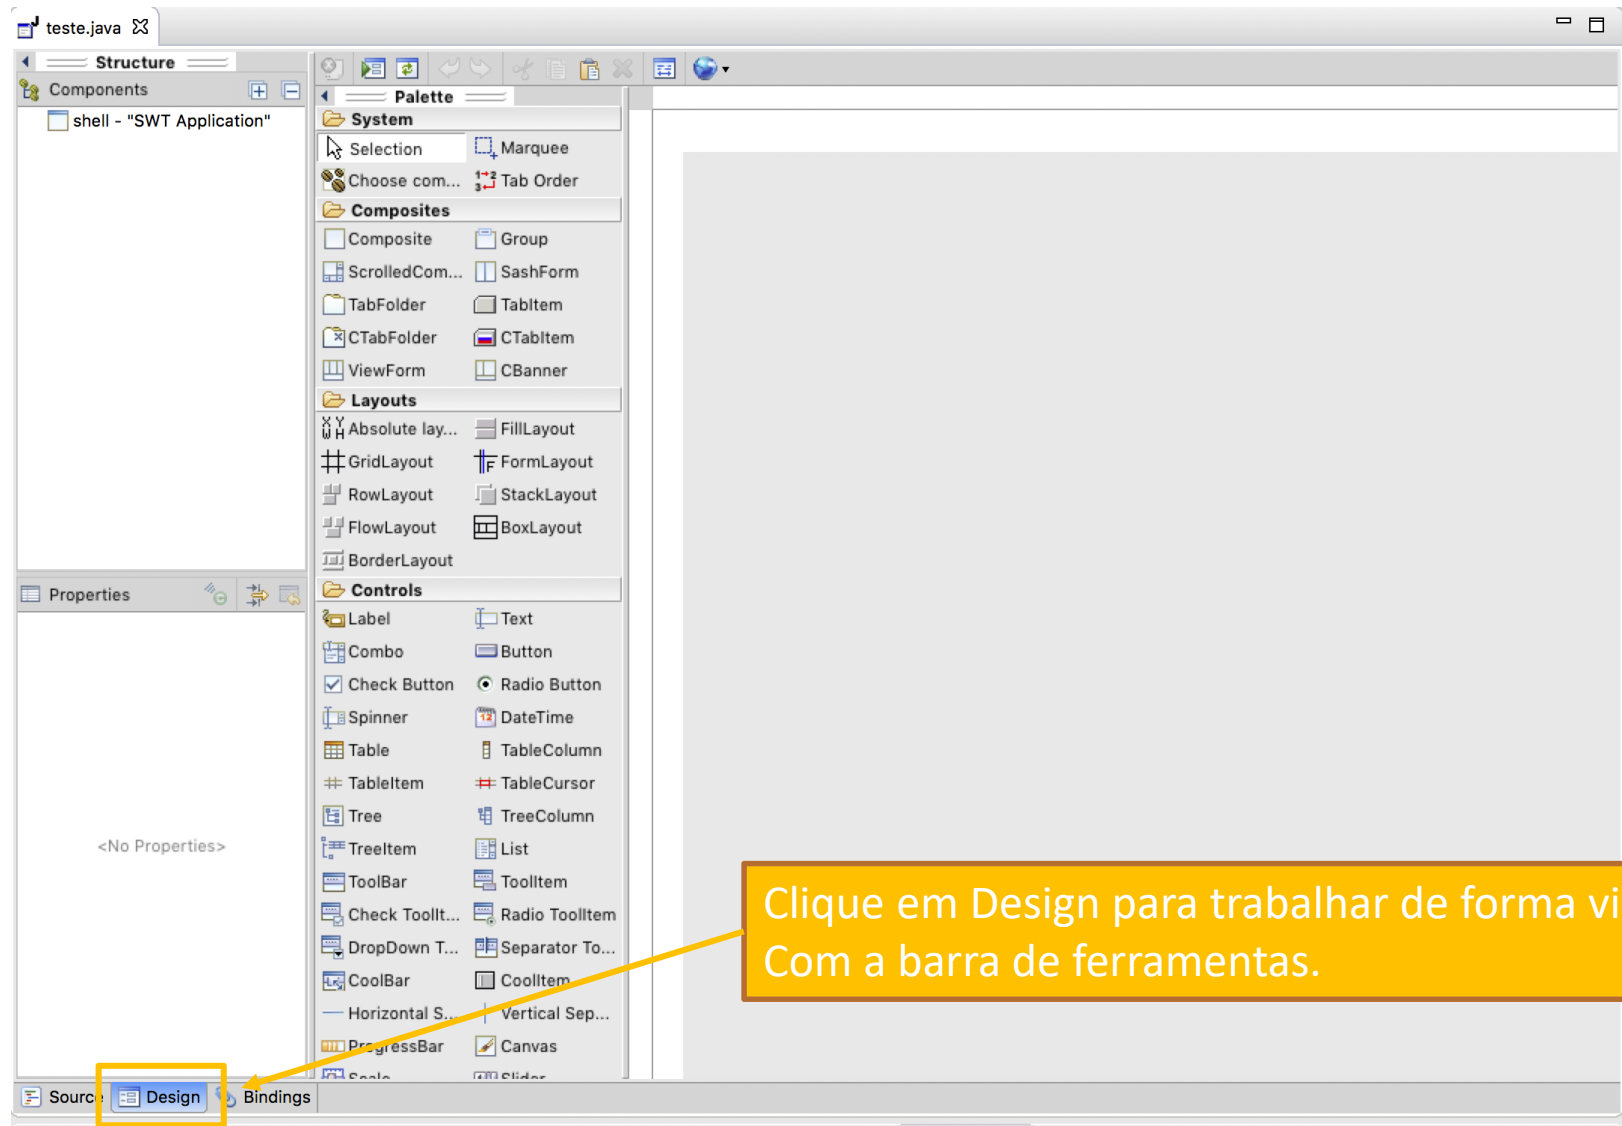 teste.java
Structure
Components
shell - "SWT Application"
Properties
<No Properties>
Palette
System
Selection Marquee
Choose com... Tab Order
Composites
Composite Group
ScrolledCom... SashForm
TabFolder TabItem
CTabFolder CTabItem
ViewForm CBanner
Layouts
Absolute lay... FillLayout
GridLayout FormLayout
RowLayout StackLayout
FlowLayout BoxLayout
BorderLayout
Controls
Label Text
Combo Button
Check Button Radio Button
Spinner DateTime
Table TableColumn
TableItem TableCursor
Tree TreeColumn
TreeItem List
ToolBar ToolItem
Check ToolIt... Radio ToolItem
DropDown T... Separator To...
CoolBar CoolItem
Horizontal S... Vertical Sep...
ProgressBar Canvas
Scale Slider
Clique em Design para trabalhar de forma vi
Com a barra de ferramentas.
Source Design Bindings